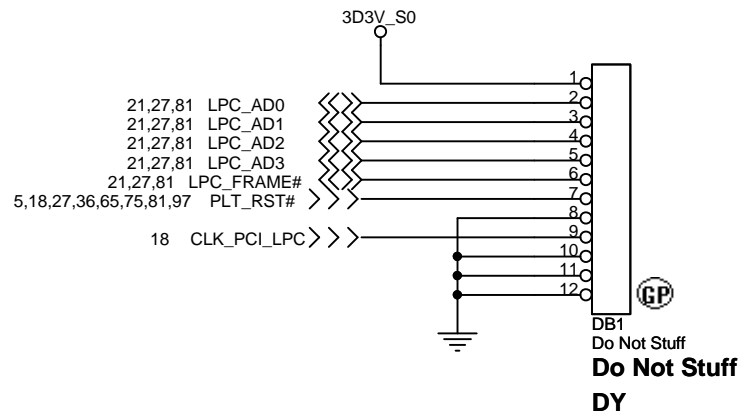 3D3V_S0
1
21,27,81 LPC_AD0 2
21,27,81 LPC_AD1 3
21,27,81 LPC_AD2 4
21,27,81 LPC_AD3 5
21,27,81 LPC_FRAME# 6
5,18,27,36,65,75,81,97 PLT_RST# 7
8
18 CLK_PCI_LPC 9
10
11
12
GP
DB1
Do Not Stuff
Do Not Stuff
DY